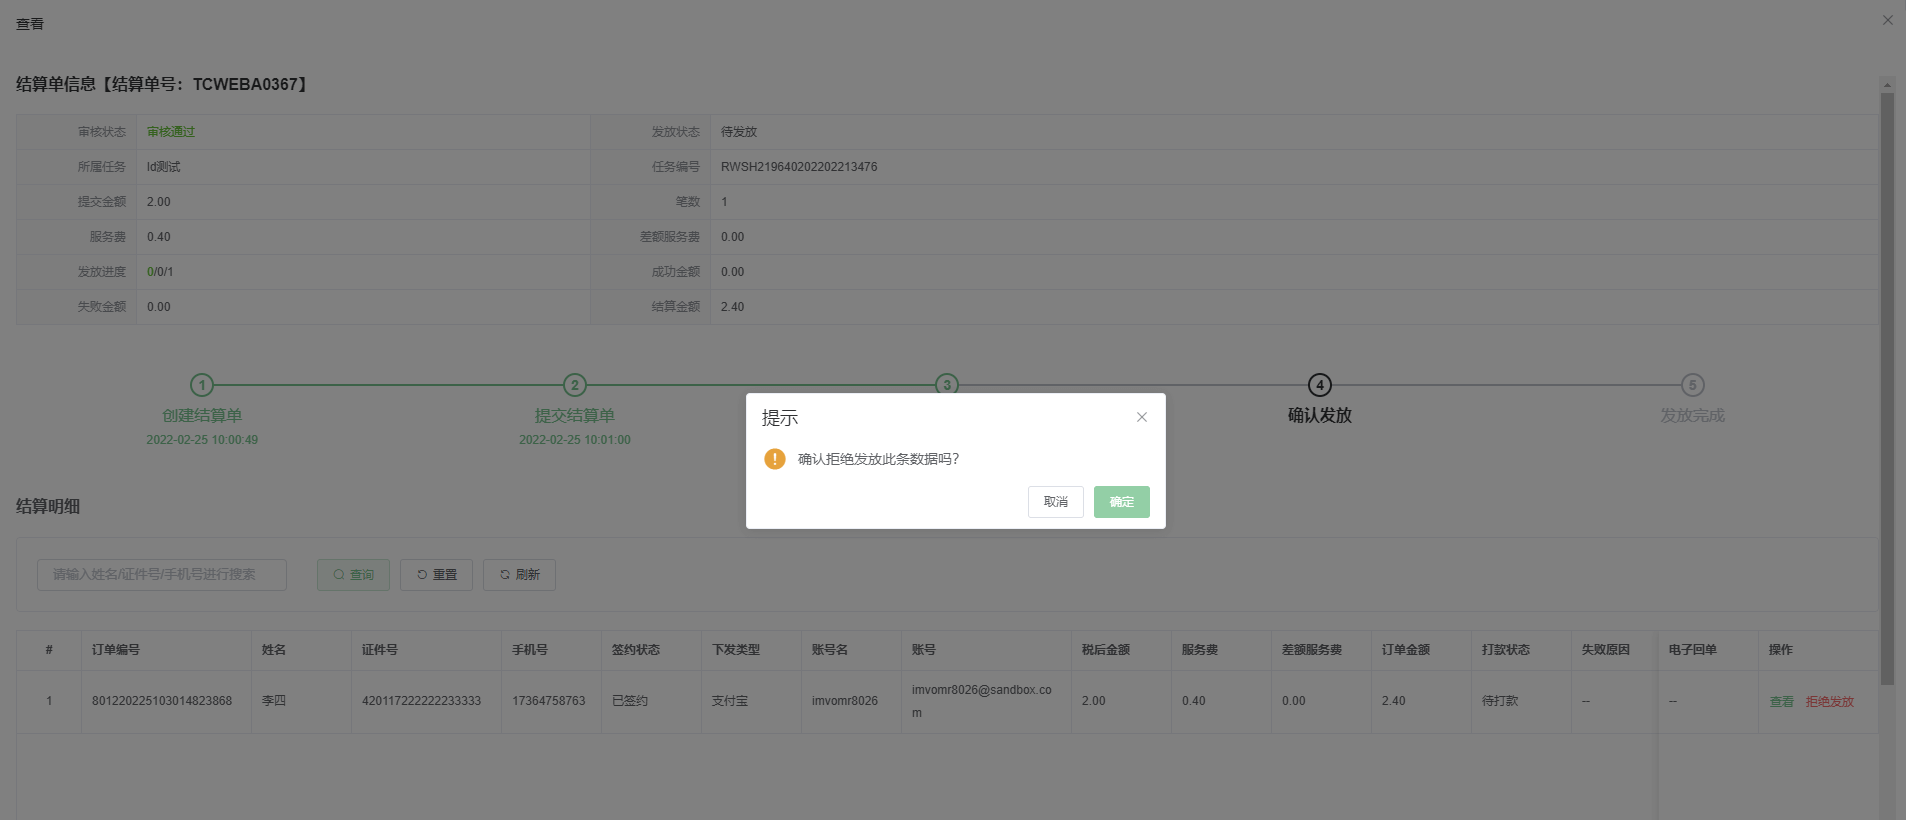 查看
结算单信息【结算单号：TCWEBA0367】
审核状态 审核通过 发放状态 待发放
所属任务 ld测试 任务编号 RWSH219640202202213476
提交金额 2.00 笔数 1
服务费 0.40 差额服务费 0.00
发放进度 0/0/1 成功金额 0.00
失败金额 0.00 结算金额 2.40
1 2 3 4 5
创建结算单 提交结算单 确认发放 发放完成
2022-02-25 10:00:49 2022-02-25 10:01:00
提示
确认拒绝发放此条数据吗?
取消 确定
结算明细
请输入姓名/证件号/手机号进行搜索 查询 重置 刷新
# 订单编号 姓名 证件号 手机号 签约状态 下发类型 账号名 账号 税后金额 服务费 差额服务费 订单金额 打款状态 失败原因 电子回单 操作
1 801220225103014823868 李四 420117222222233333 17364758763 已签约 支付宝 imvomr8026 imvomr8026@sandbox.co 2.00 0.40 0.00 2.40 待打款 -- -- 查看 拒绝发放
m